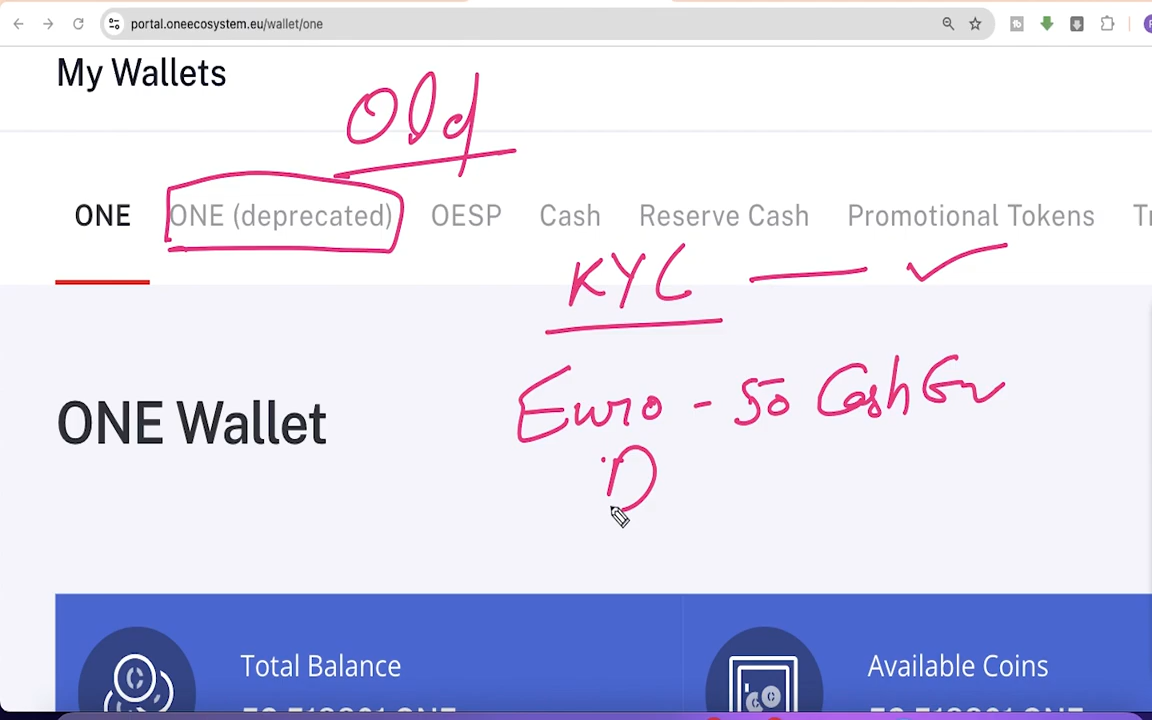 portal.oneecosystem.eu/wallet/one
My Wallets
Old
ONE ONE (deprecated) OESP Cash Reserve Cash Promotional Tokens
KYC
Euro - 50 Cash
D
ONE Wallet
Total Balance
Available Coins